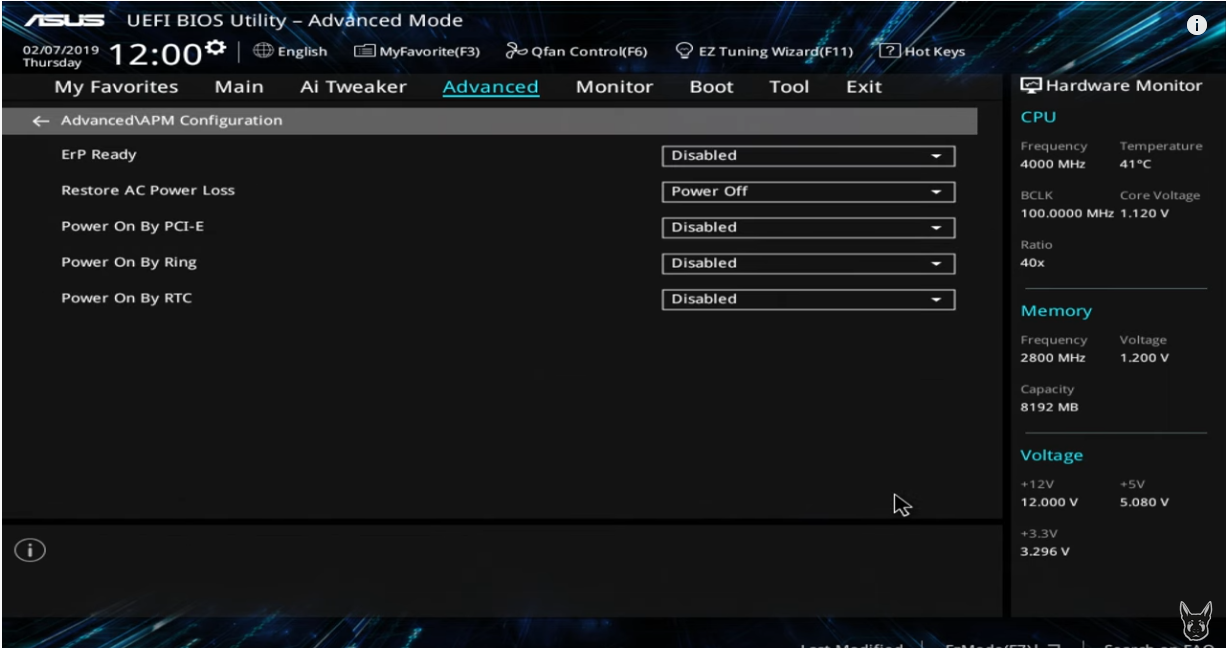 ASUS UEFI BIOS Utility – Advanced Mode
02/07/2019
Thursday
12:00
English MyFavorite(F3) Qfan Control(F6) EZ Tuning Wizard(F11) ? Hot Keys
My Favorites Main Ai Tweaker Advanced Monitor Boot Tool Exit
← Advanced\APM Configuration
ErP Ready Disabled
Restore AC Power Loss Power Off
Power On By PCI-E Disabled
Power On By Ring Disabled
Power On By RTC Disabled
Hardware Monitor
CPU
Frequency Temperature
4000 MHz 41°C
BCLK Core Voltage
100.0000 MHz 1.120 V
Ratio
40x
Memory
Frequency Voltage
2800 MHz 1.200 V
Capacity
8192 MB
Voltage
+12V +5V
12.000 V 5.080 V
+3.3V
3.296 V
Last Modified EzMode(F7) Search on FAQ